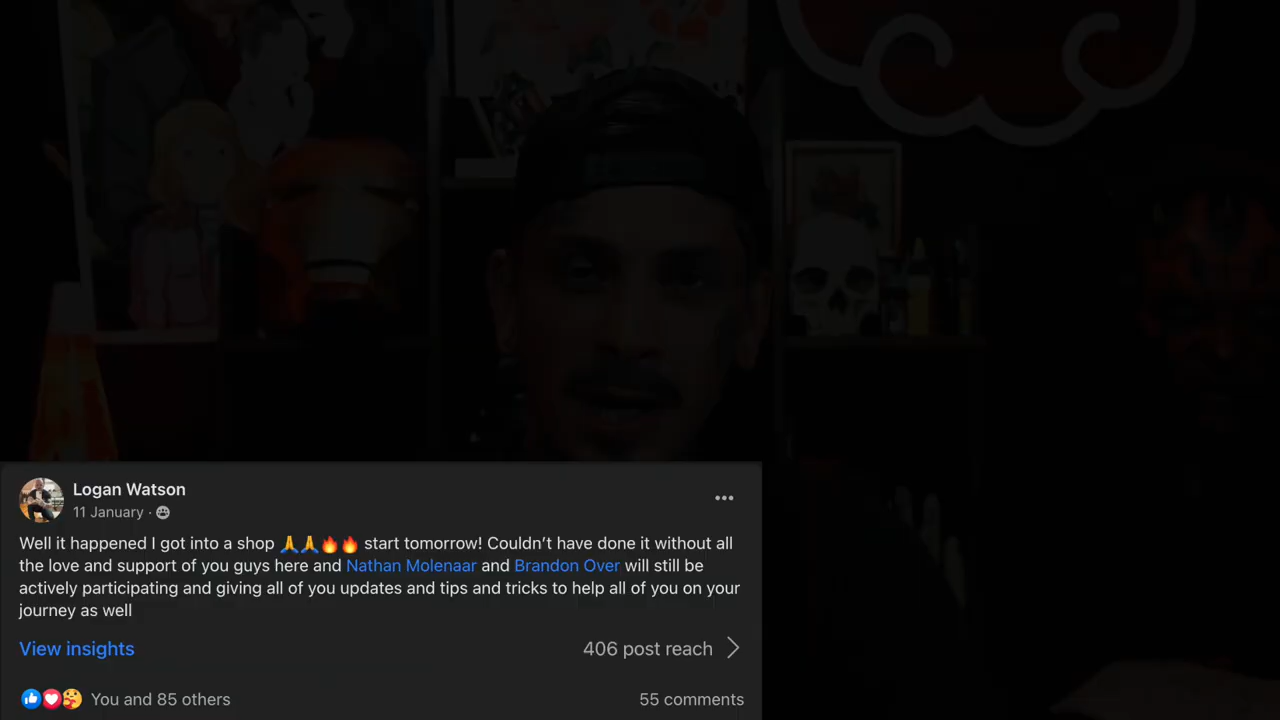 Logan Watson
11 January ·
Well it happened I got into a shop 🙏🙏🔥🔥 start tomorrow! Couldn't have done it without all
the love and support of you guys here and Nathan Molenaar and Brandon Over will still be
actively participating and giving all of you updates and tips and tricks to help all of you on your
journey as well
View insights
406 post reach
You and 85 others
55 comments